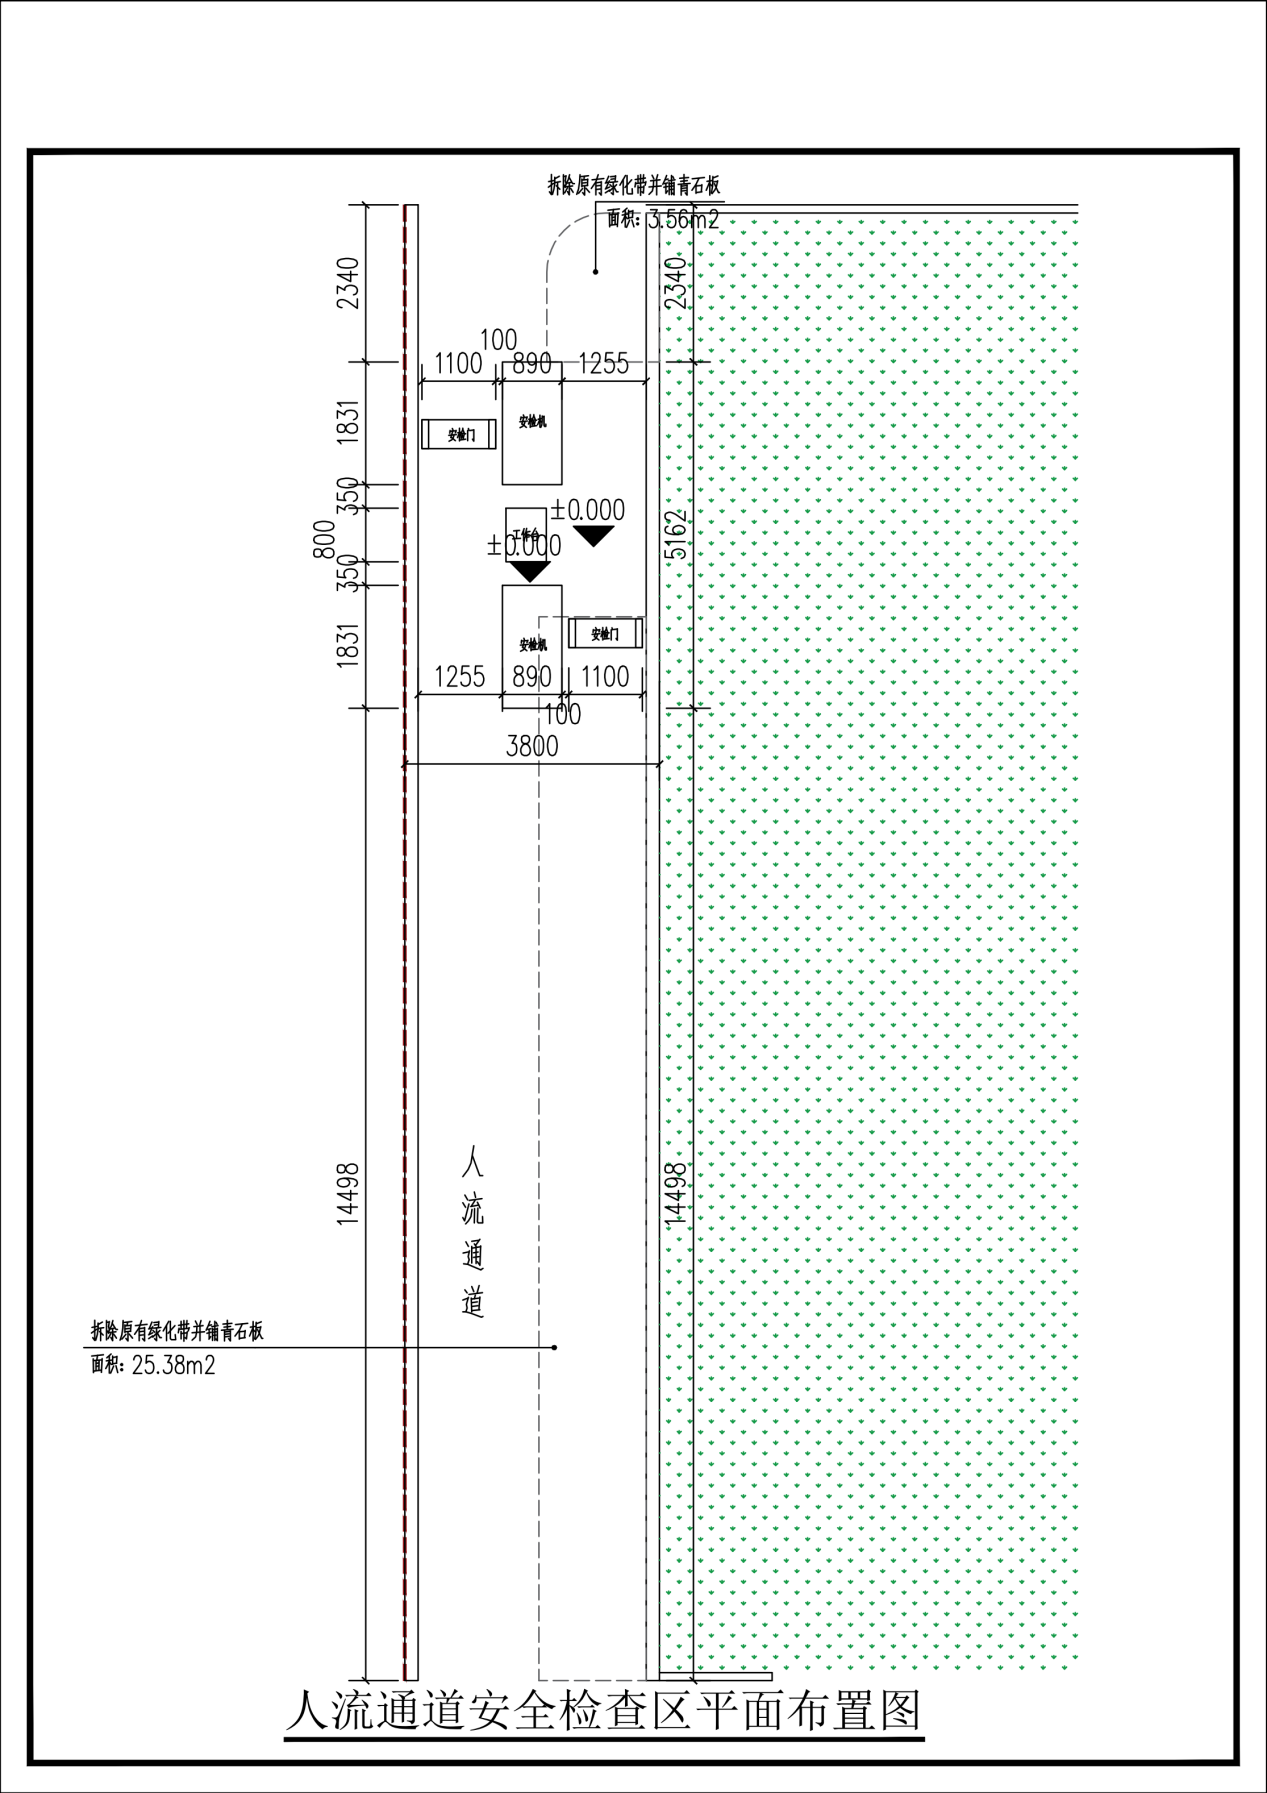 拆除原有绿化带并铺青石板
面积: 3.56m2
2340
2340
100
1100
890
1255
1831
安检机
安检门
350
±0.000
800
工作台
±0.000
5162
350
1831
安检机
安检门
1255
890
1100
100
3800
14498
14498
人
流
通
道
拆除原有绿化带并铺青石板
面积: 25.38m2
人流通道安全检查区平面布置图